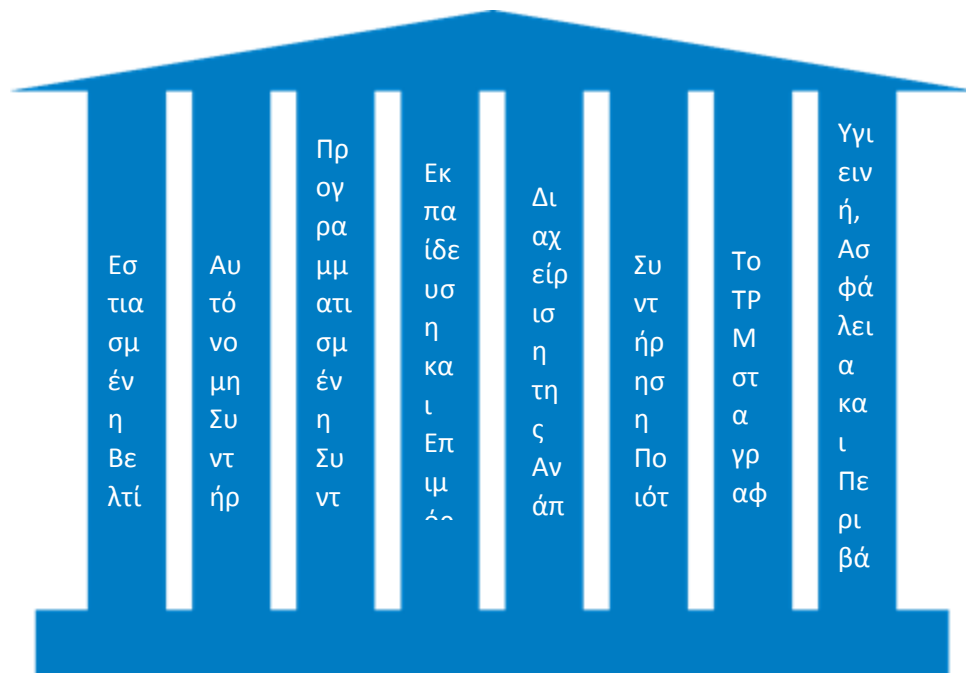 Εσ
τια
σμ
έν
η
Βε
λτί
Αυ
τό
νο
μη
Συ
ντ
ήρ
Πρ
ογ
ρα
μμ
ατι
σμ
έν
η
Συ
ντ
Εκ
πα
ίδε
υσ
η
κα
ι
Επ
ιμ
Δι
αχ
είρ
ισ
η
τη
ς
Αν
άπ
Συ
ντ
ήρ
ησ
η
Πο
ιότ
Το
TP
M
στ
α
γρ
αφ
Υγι
ειν
ή,
Ασ
φά
λει
α
κα
ι
Πε
ρι
βά